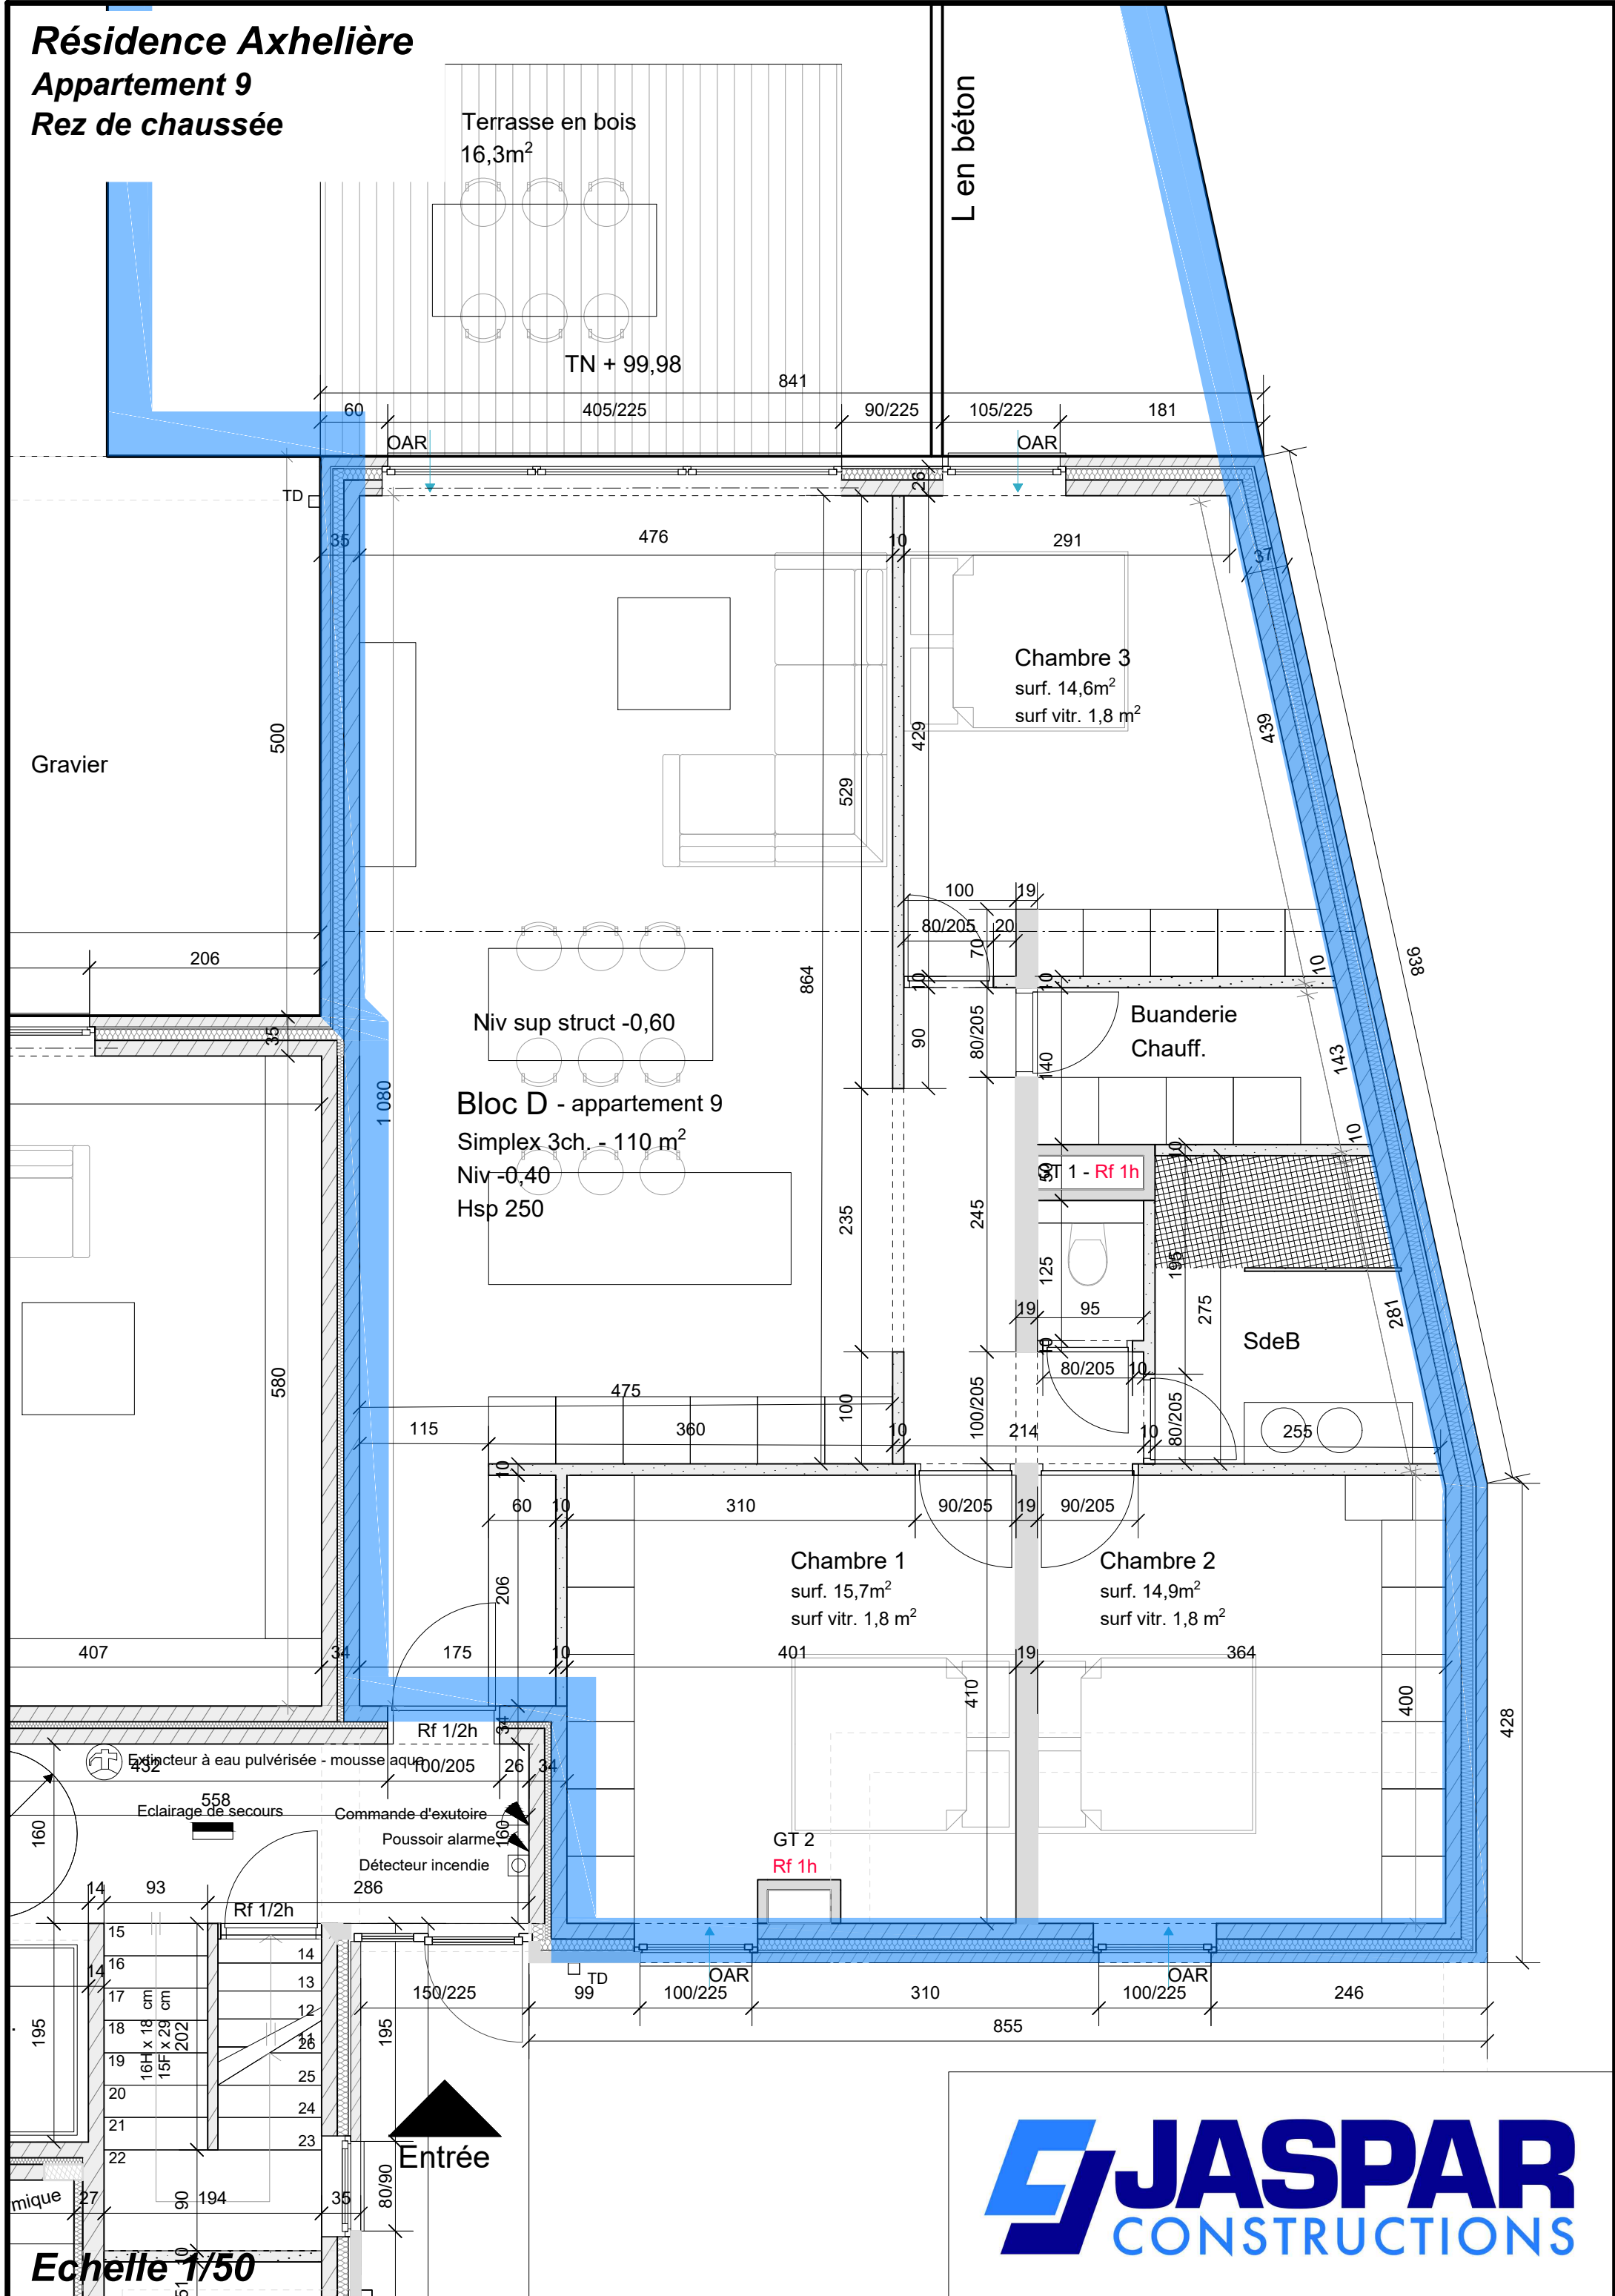 Résidence Axhelière
Appartement 9
Rez de chaussée
Terrasse en bois
16,3m²
L en béton
TN + 99,98
841
60
405/225
90/225
105/225
181
OAR
OAR
TD
26
35
476
10
291
37
Chambre 3
surf. 14,6m²
surf vitr. 1,8 m²
Gravier
500
429
439
529
938
100
19
80/205
20
70
206
864
10
10
10
Niv sup struct -0,60
35
90
80/205
140
Buanderie
Chauff.
143
1 080
Bloc D - appartement 9
Simplex 3ch. - 110 m²
Niv -0,40
Hsp 250
10
10
50
GT 1 - Rf 1h
235
245
125
195
275
281
19
95
SdeB
10
80/205
10
580
475
100
100/205
80/205
115
360
10
214
10
255
10
60
10
310
90/205
19
90/205
Chambre 1
surf. 15,7m²
surf vitr. 1,8 m²
Chambre 2
surf. 14,9m²
surf vitr. 1,8 m²
206
407
34
175
10
401
19
364
410
400
428
Rf 1/2h
34
Extincteur à eau pulvérisée - mousse aqua
432
100/205
26
34
558
Eclairage de secours
Commande d'exutoire
160
160
Poussoir alarme
Détecteur incendie
GT 2
Rf 1h
14
93
286
Rf 1/2h
15
14
16
14
13
17
12
18
11
26
19
25
20
24
21
23
22
195
16H x 18 cm
15F x 29 cm
202
195
TD
OAR
OAR
150/225
99
100/225
310
100/225
246
855
Entrée
80/90
mique
27
90
194
35
10
51
Echelle 1/50
JASPAR
CONSTRUCTIONS